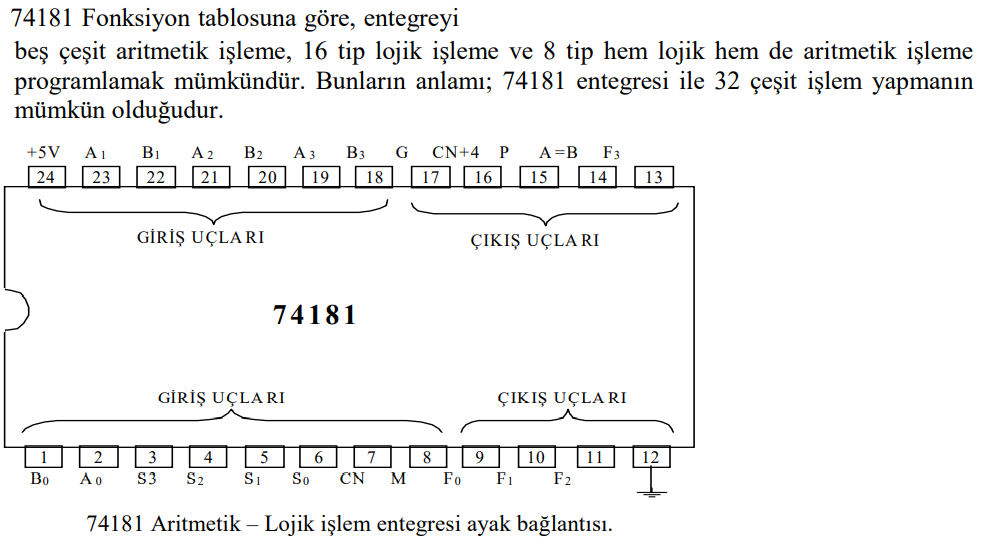 74181 Fonksiyon tablosuna göre, entegreyi
beş çeşit aritmetik işleme, 16 tip lojik işleme ve 8 tip hem lojik hem de aritmetik işleme
programlamak mümkündür. Bunların anlamı; 74181 entegresi ile 32 çeşit işlem yapmanın
mümkün olduğudur.
+5V A1 B1 A2 B2 A3 B3 G CN+4 P A=B F3
24 23 22 21 20 19 18 17 16 15 14 13
GİRİŞ UÇLARI ÇIKIŞ UÇLARI
74181
GİRİŞ UÇLARI ÇIKIŞ UÇLARI
1 2 3 4 5 6 7 8 9 10 11 12
B0 A0 S3 S2 S1 S0 CN M F0 F1 F2
74181 Aritmetik – Lojik işlem entegresi ayak bağlantısı.